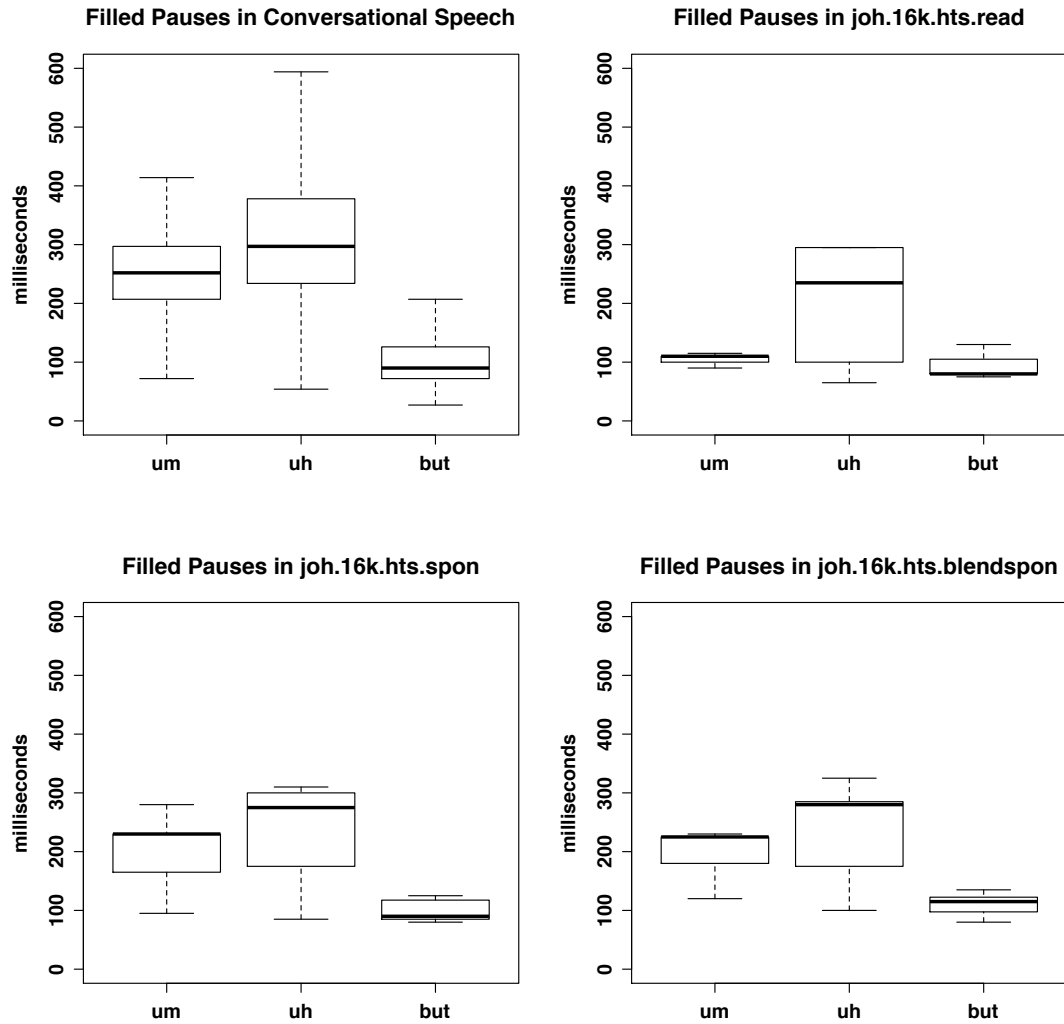 Filled Pauses in Conversational Speech
milliseconds
600
500
400
300
200
100
0
um uh but
Filled Pauses in joh.16k.hts.read
milliseconds
600
500
400
300
200
100
0
um uh but
Filled Pauses in joh.16k.hts.spon
milliseconds
600
500
400
300
200
100
0
um uh but
Filled Pauses in joh.16k.hts.blendspon
milliseconds
600
500
400
300
200
100
0
um uh but